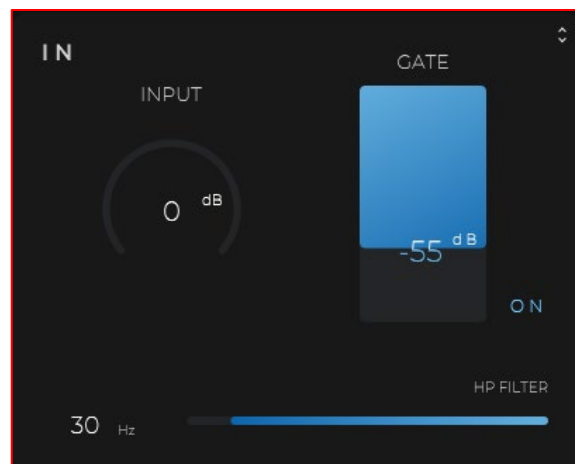 IN
GATE
INPUT
0 dB
-55 dB
ON
HP FILTER
30 Hz